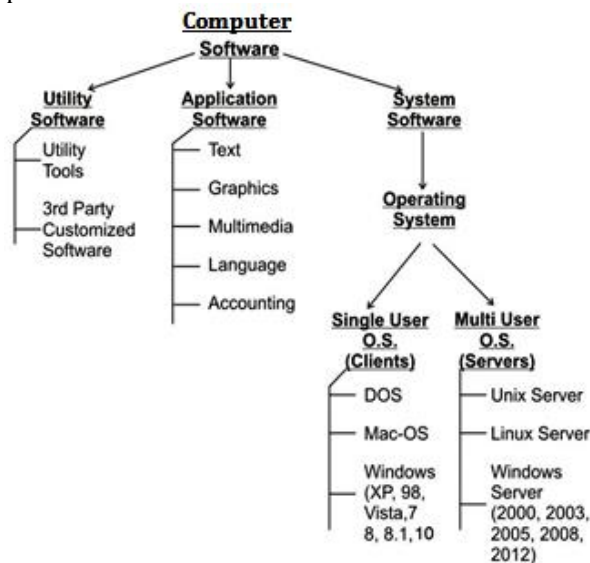 Computer
Software
Utility
Software
Utility
Tools
3rd Party
Customized
Software
Application
Software
Text
Graphics
Multimedia
Language
Accounting
System
Software
Operating
System
Single User
O.S.
(Clients)
DOS
Mac-OS
Windows
(XP, 98,
Vista,7
8, 8.1,10
Multi User
O.S.
(Servers)
Unix Server
Linux Server
Windows
Server
(2000, 2003,
2005, 2008,
2012)